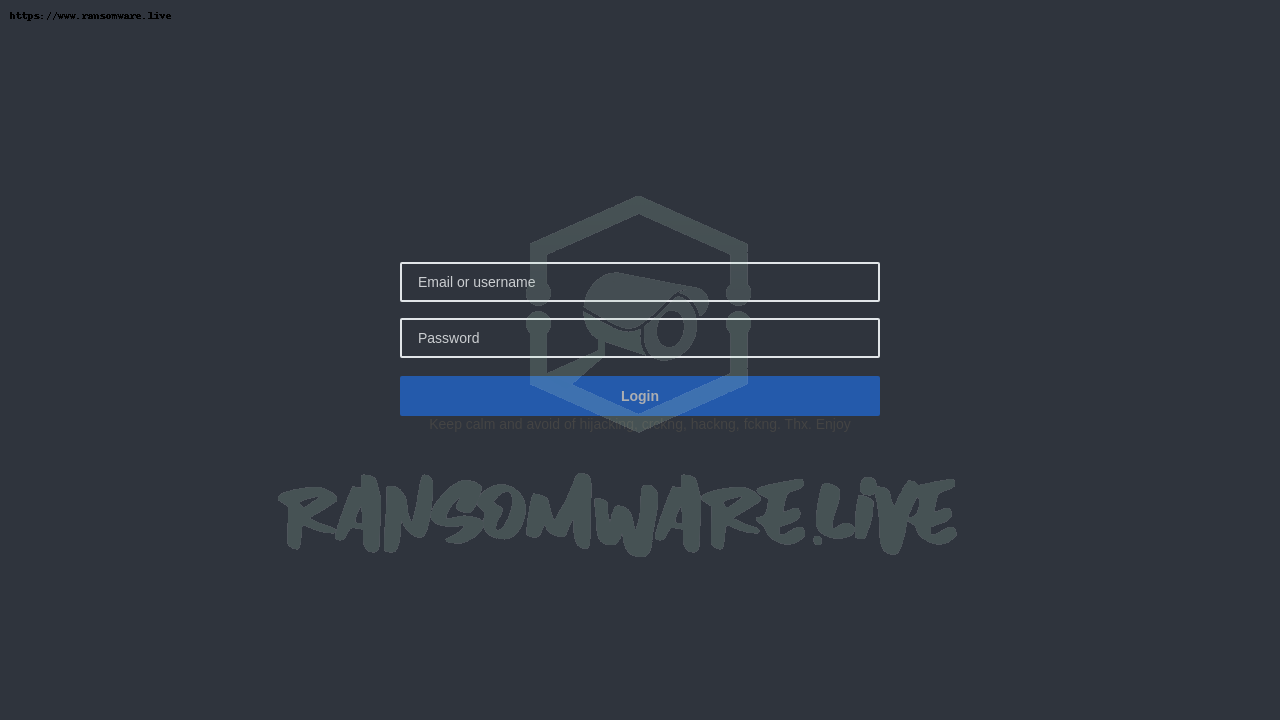 https://www.ransomware.live
Email or username
Password
Login
Keep calm and avoid of hijacking, crckng, hackng, fckng. Thx. Enjoy
RANSOMWARE.LIVE